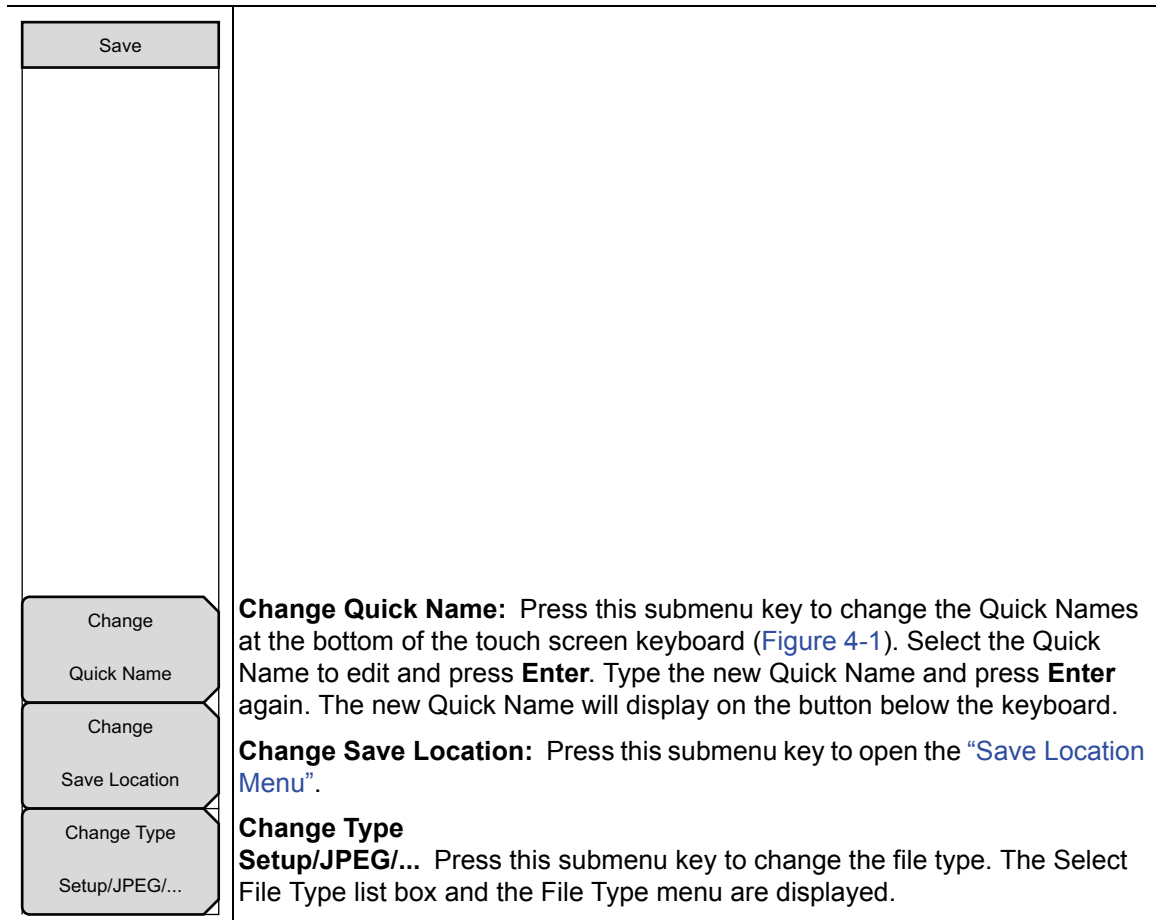 Save
Change
Quick Name
Change
Save Location
Change Type
Setup/JPEG/...
Change Quick Name: Press this submenu key to change the Quick Names
at the bottom of the touch screen keyboard (Figure 4-1). Select the Quick
Name to edit and press Enter. Type the new Quick Name and press Enter
again. The new Quick Name will display on the button below the keyboard.
Change Save Location: Press this submenu key to open the “Save Location
Menu”.
Change Type
Setup/JPEG/... Press this submenu key to change the file type. The Select
File Type list box and the File Type menu are displayed.